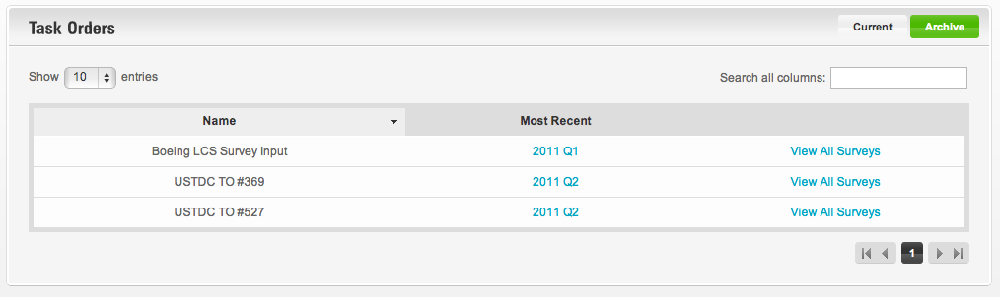 Task Orders
Current Archive
Show 10 entries Search all columns:
Name Most Recent
Boeing LCS Survey Input 2011 Q1 View All Surveys
USTDC TO #369 2011 Q2 View All Surveys
USTDC TO #527 2011 Q2 View All Surveys
1